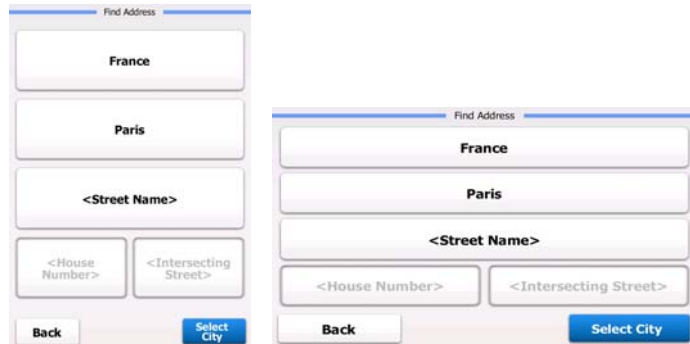 Find Address
France
Paris
<Street Name>
<House
Number>
<Intersecting
Street>
Back
Select
City
Find Address
France
Paris
<Street Name>
<House Number>
<Intersecting Street>
Back
Select City